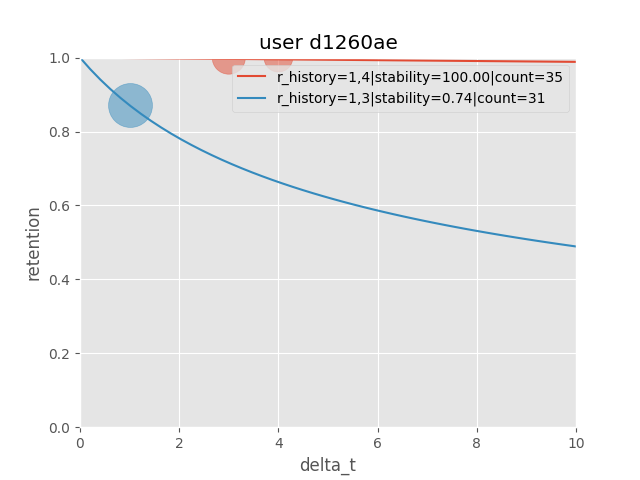 user d1260ae
r_history=1,4|stability=100.00|count=35
r_history=1,3|stability=0.74|count=31
1.0
0.8
0.6
0.4
0.2
0.0
retention
0 2 4 6 8 10
delta_t